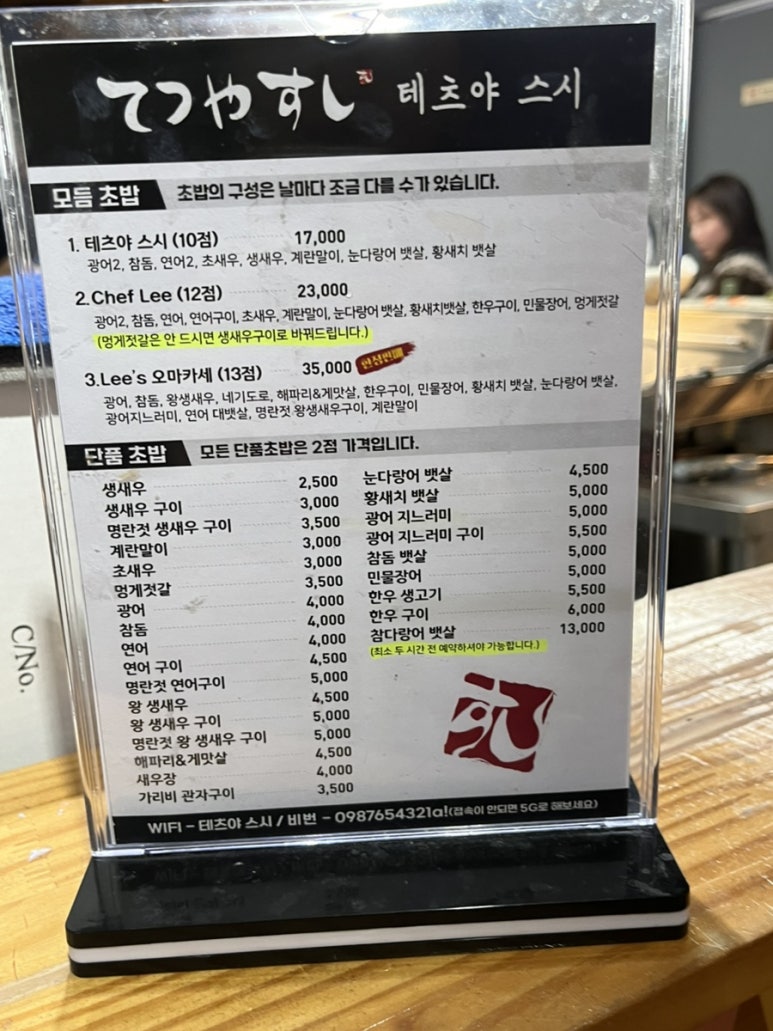 てつやすし 테츠야 스시
모듬 초밥 초밥의 구성은 날마다 조금 다를 수가 있습니다.
1. 테츠야 스시 (10점) 17,000
광어2, 참돔, 연어2, 초새우, 생새우, 계란말이, 눈다랑어 뱃살, 황새치 뱃살
2.Chef Lee (12점) 23,000
광어2, 참돔, 연어, 연어구이, 초새우, 계란말이, 눈다랑어 뱃살, 황새치뱃살, 한우구이, 민물장어, 멍게젓갈
(멍게젓갈은 안 드시면 생새우구이로 바꿔드립니다.)
3.Lee's 오마카세 (13점) 35,000 한정판매
광어, 참돔, 왕생새우, 네기도로, 해파리&게맛살, 한우구이, 민물장어, 황새치 뱃살, 눈다랑어 뱃살,
광어지느러미, 연어 대뱃살, 명란젓 왕생새우구이, 계란말이
단품 초밥 모든 단품초밥은 2점 가격입니다.
생새우 2,500
생새우 구이 3,000
명란젓 생새우 구이 3,500
계란말이 3,000
초새우 3,000
멍게젓갈 3,500
광어 4,000
참돔 4,000
연어 4,000
연어 구이 4,500
명란젓 연어구이 5,000
왕 생새우 4,500
왕 생새우 구이 5,000
명란젓 왕 생새우 구이 5,000
해파리&게맛살 4,500
새우장 4,000
가리비 관자구이 3,500
눈다랑어 뱃살 4,500
황새치 뱃살 5,000
광어 지느러미 5,000
광어 지느러미 구이 5,500
참돔 뱃살 5,000
민물장어 5,000
한우 생고기 5,500
한우 구이 6,000
참다랑어 뱃살 13,000
(최소 두 시간 전 예약하셔야 가능합니다.)
WIFI - 테츠야 스시 / 비번 - 0987654321a!(접속이 안되면 5G로 해보세요)
C/No.